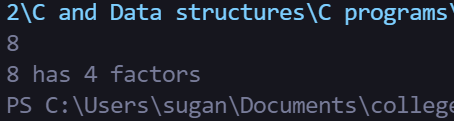 2\C and Data structures\C programs\
8
8 has 4 factors
PS C:\Users\sugan\Documents\college